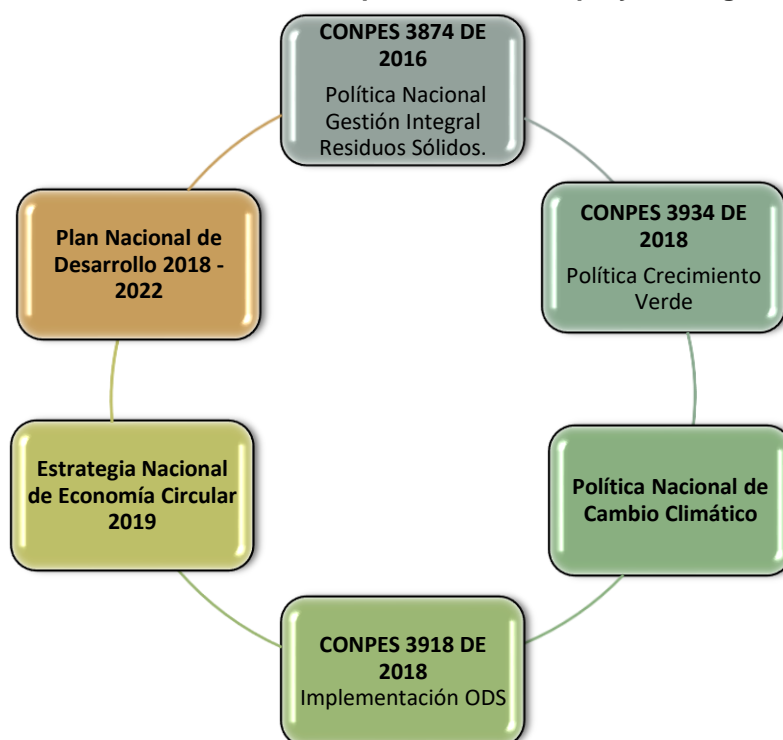 CONPES 3874 DE
2016
Política Nacional
Gestión Integral
Residuos Sólidos.
CONPES 3934 DE
2018
Política Crecimiento
Verde
Política Nacional de
Cambio Climático
CONPES 3918 DE
2018
Implementación ODS
Estrategia Nacional
de Economía Circular
2019
Plan Nacional de
Desarrollo 2018 -
2022